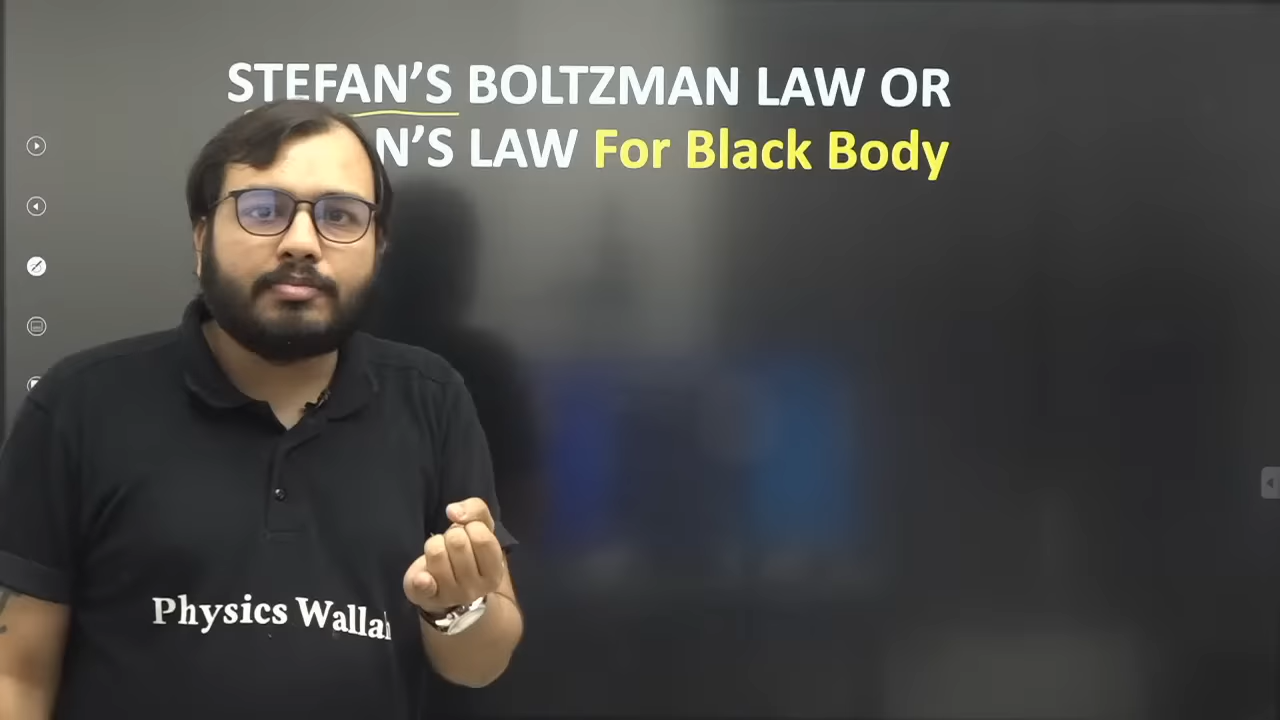 STEFAN’S BOLTZMAN LAW OR
N’S LAW For Black Body
Physics Wallah